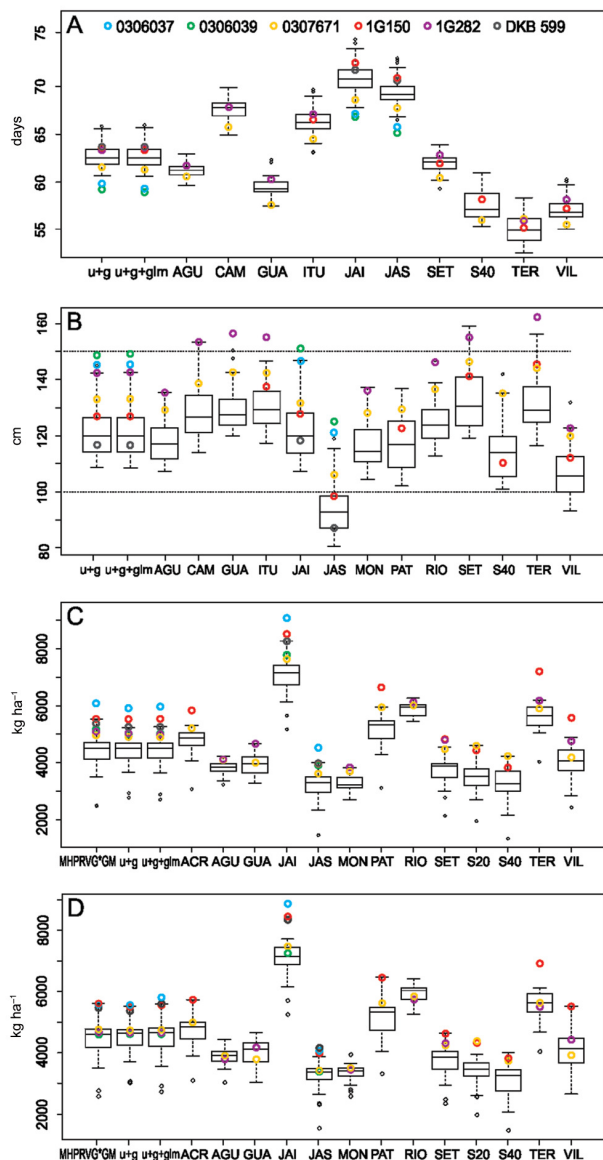 A 0306037 0306039 0307671 1G150 1G282 DKB 599
days
75
70
65
60
55
u+g u+g+glm AGU CAM GUA ITU JAI JAS SET S40 TER VIL
B
cm
160
140
120
100
80
u+g u+g+glm AGU CAM GUA ITU JAI JAS MON PAT RIO SET S40 TER VIL
C
kg ha⁻¹
8000
6000
4000
2000
MHPRVG*GM u+g u+g+glm ACR AGU GUA JAI JAS MON PAT RIO SET S20 S40 TER VIL
D
kg ha⁻¹
8000
6000
4000
2000
MHPRVG*GM u+g u+g+glm ACR AGU GUA JAI JAS MON PAT RIO SET S20 S40 TER VIL